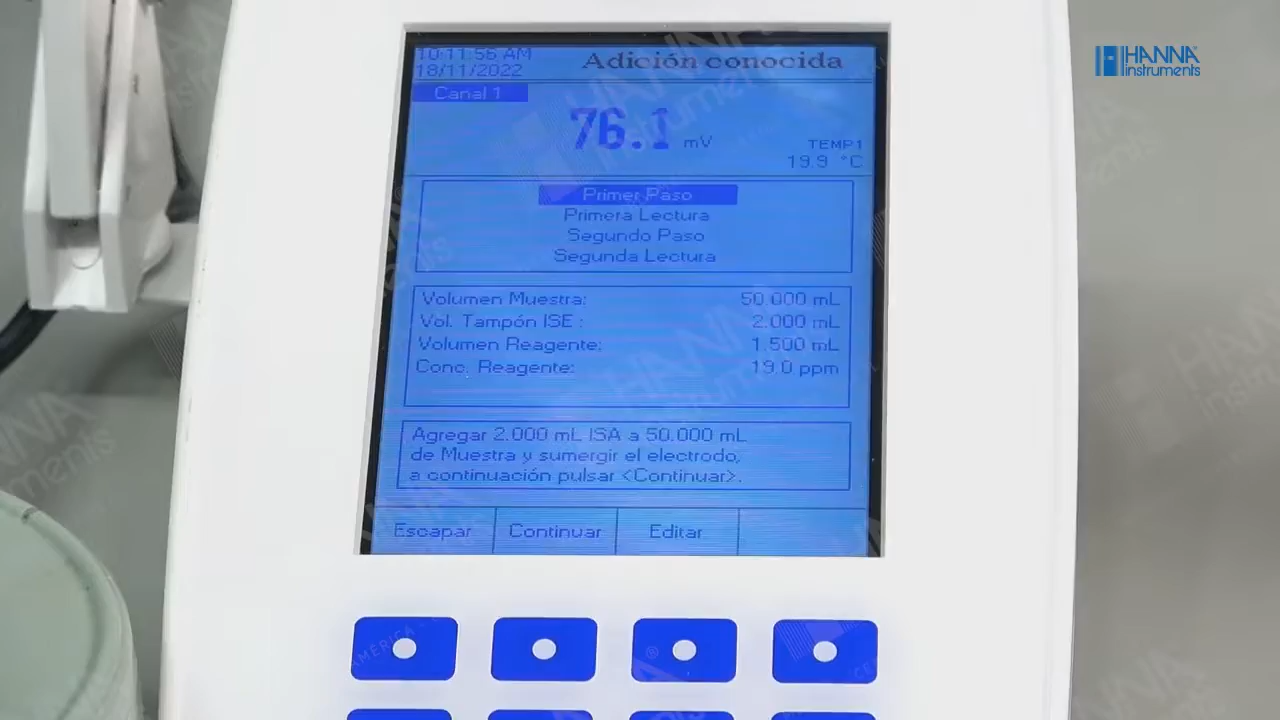 HANNA
instruments
10:11:56 AM
18/11/2022
Adición conocida
Canal 1
76.1 mV
TEMP1
19.9 °C
Primer Paso
Primera Lectura
Segundo Paso
Segunda Lectura
Volumen Muestra: 50.000 mL
Vol. Tampón ISE : 2.000 mL
Volumen Reagente: 1.500 mL
Conc. Reagente: 19.0 ppm
Agregar 2.000 mL ISA a 50.000 mL
de Muestra y sumergir el electrodo,
a continuación pulsar <Continuar>.
Escapar Continuar Editar